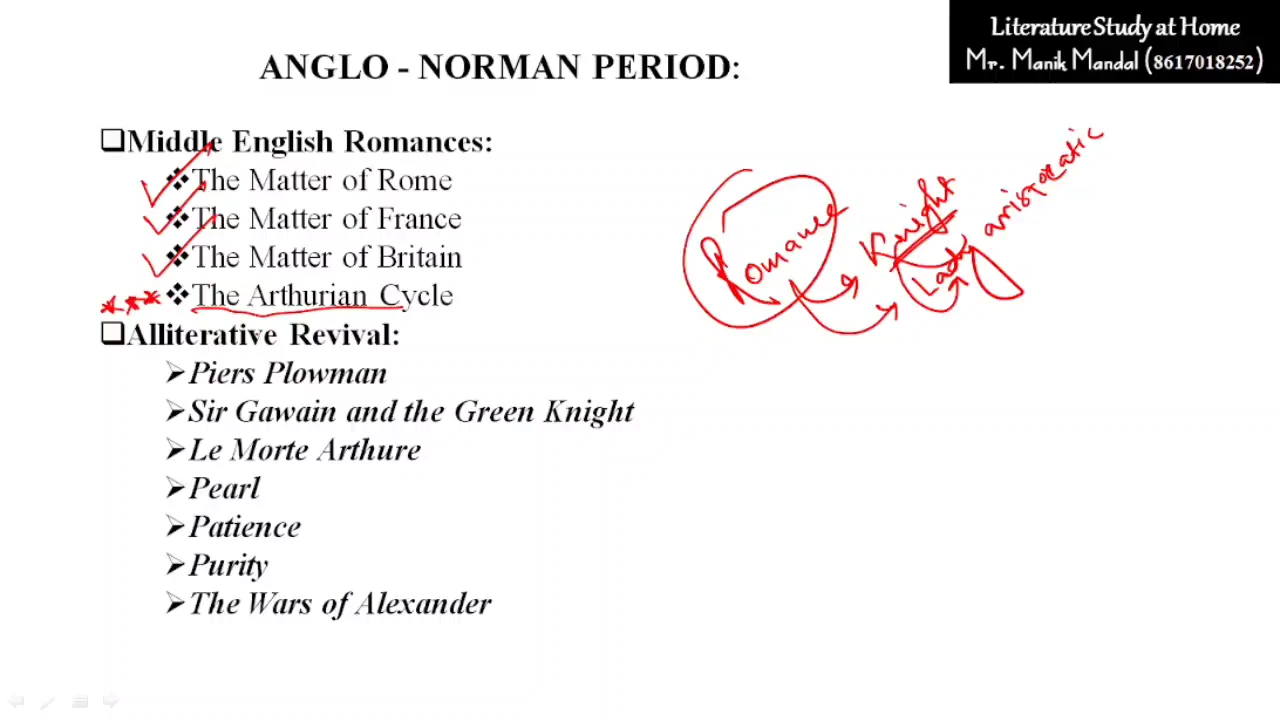 Literature Study at Home
Mr. Manik Mandal (8617018252)
ANGLO - NORMAN PERIOD:
Middle English Romances:
The Matter of Rome
The Matter of France
The Matter of Britain
The Arthurian Cycle
Alliterative Revival:
Piers Plowman
Sir Gawain and the Green Knight
Le Morte Arthure
Pearl
Patience
Purity
The Wars of Alexander
Romance
Knight
Lady
aristocratic